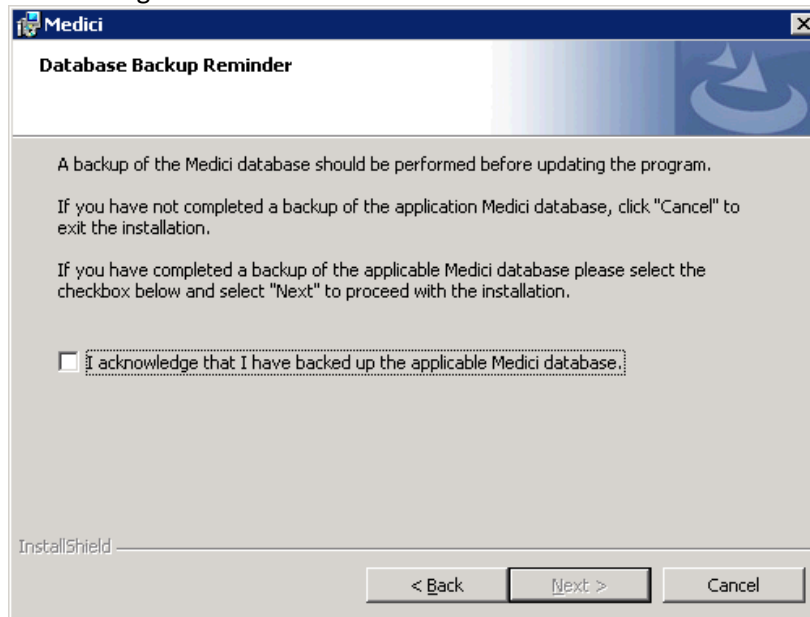 Medici
Database Backup Reminder
A backup of the Medici database should be performed before updating the program.
If you have not completed a backup of the application Medici database, click "Cancel" to
exit the installation.
If you have completed a backup of the applicable Medici database please select the
checkbox below and select "Next" to proceed with the installation.
I acknowledge that I have backed up the applicable Medici database.
InstallShield
< Back
Next >
Cancel